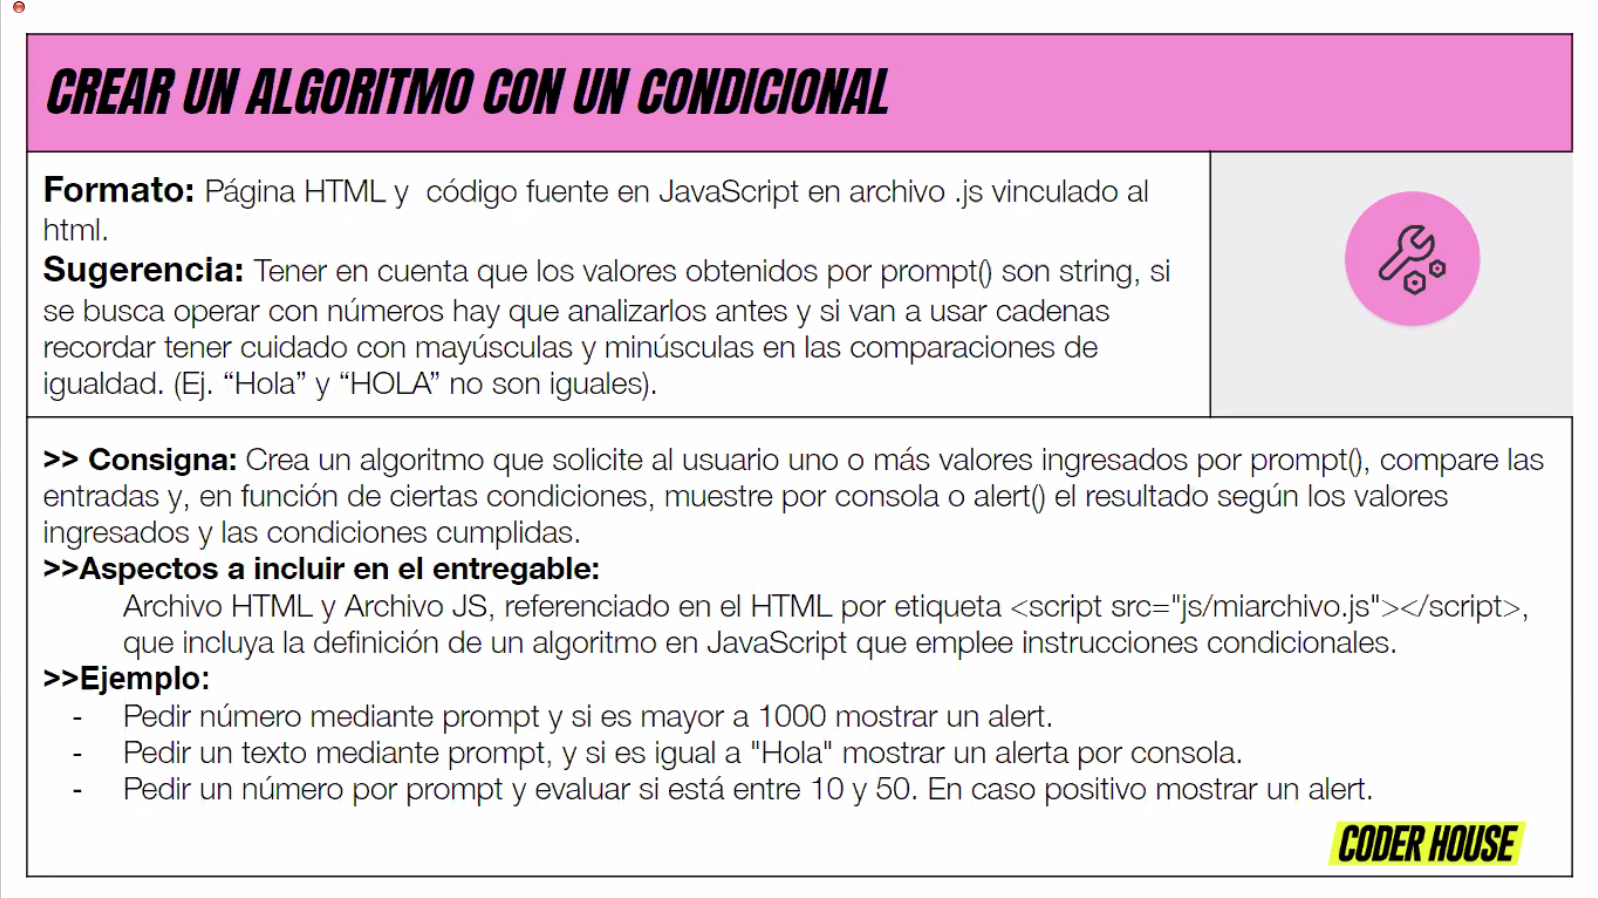 CREAR UN ALGORITMO CON UN CONDICIONAL
Formato: Página HTML y  código fuente en JavaScript en archivo .js vinculado al
html.
Sugerencia: Tener en cuenta que los valores obtenidos por prompt() son string, si
se busca operar con números hay que analizarlos antes y si van a usar cadenas
recordar tener cuidado con mayúsculas y minúsculas en las comparaciones de
igualdad. (Ej. “Hola” y “HOLA” no son iguales).
>> Consigna: Crea un algoritmo que solicite al usuario uno o más valores ingresados por prompt(), compare las
entradas y, en función de ciertas condiciones, muestre por consola o alert() el resultado según los valores
ingresados y las condiciones cumplidas.
>>Aspectos a incluir en el entregable:
Archivo HTML y Archivo JS, referenciado en el HTML por etiqueta <script src="js/miarchivo.js"></script>,
que incluya la definición de un algoritmo en JavaScript que emplee instrucciones condicionales.
>>Ejemplo:
- Pedir número mediante prompt y si es mayor a 1000 mostrar un alert.
- Pedir un texto mediante prompt, y si es igual a "Hola" mostrar un alerta por consola.
- Pedir un número por prompt y evaluar si está entre 10 y 50. En caso positivo mostrar un alert.
CODER HOUSE